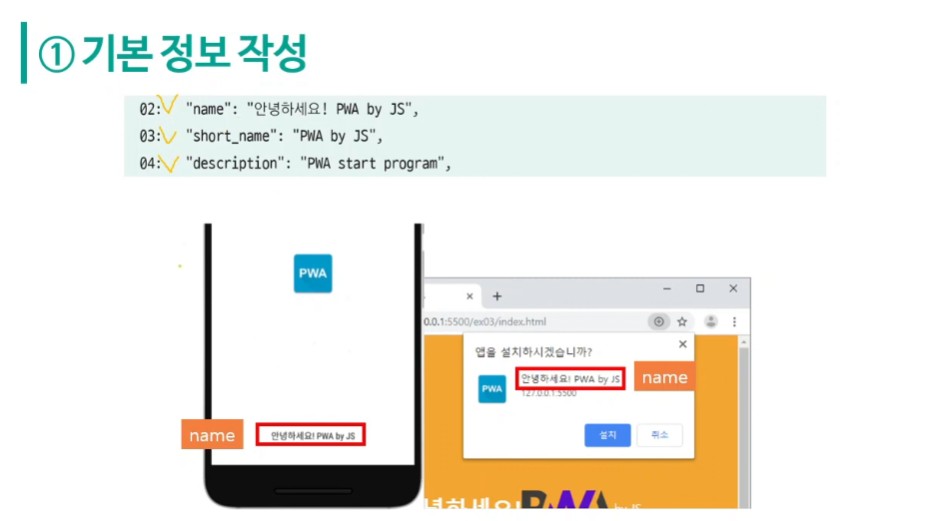 ① 기본 정보 작성
02: "name": "안녕하세요! PWA by JS",
03: "short_name": "PWA by JS",
04: "description": "PWA start program",
PWA
name
안녕하세요! PWA by JS
0.0.1:5500/ex03/index.html
앱을 설치하시겠습니까?
PWA
안녕하세요! PWA by JS
name
127.0.0.1:5500
설치
취소
녕하세요! PWA by JS